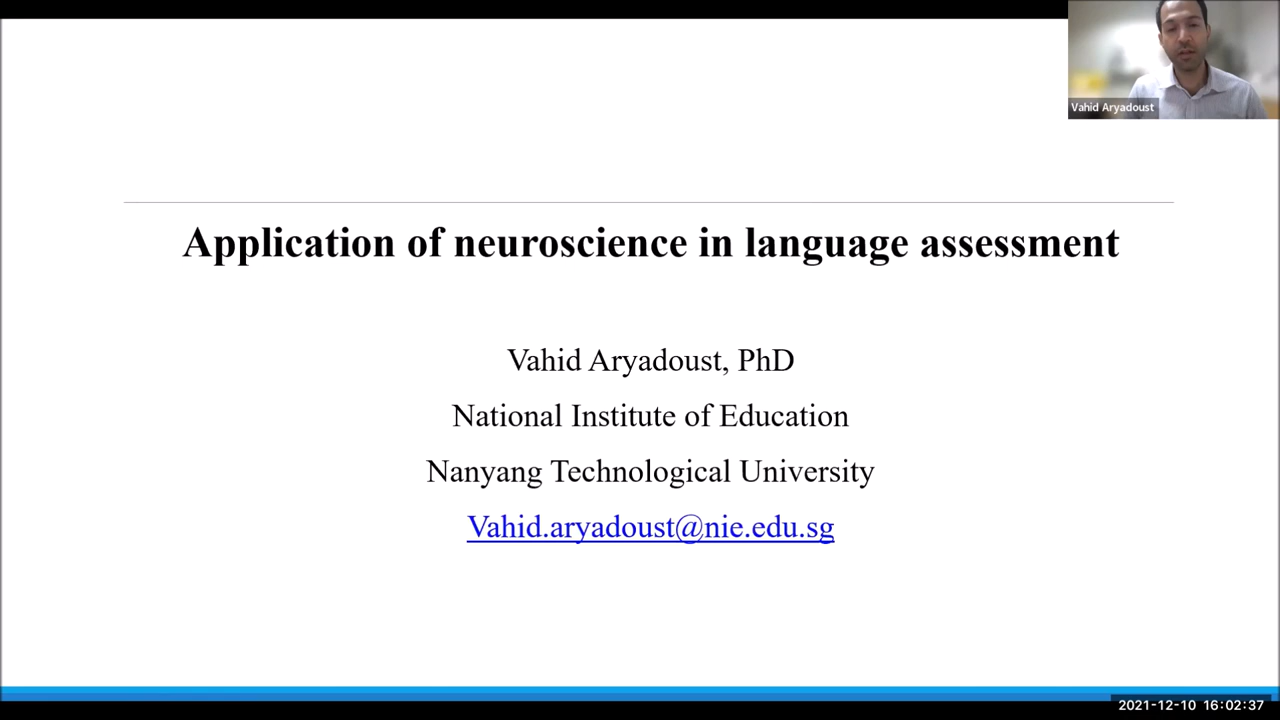 Vahid Aryadoust
Application of neuroscience in language assessment
Vahid Aryadoust, PhD
National Institute of Education
Nanyang Technological University
Vahid.aryadoust@nie.edu.sg
2021-12-10 16:02:37